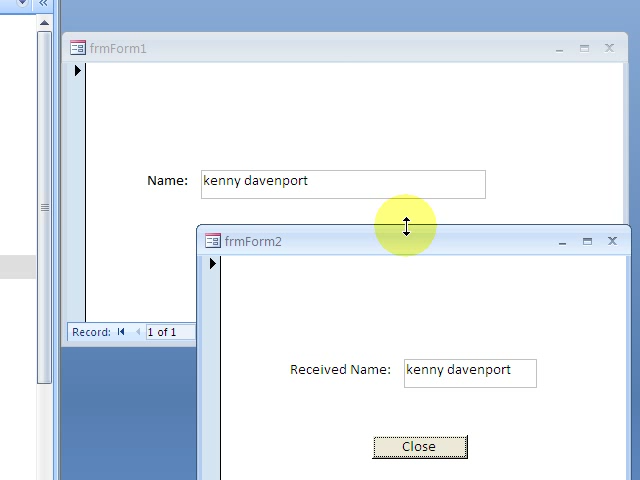 frmForm1
Name: kenny davenport
frmForm2
Record: 1 of 1
Received Name: kenny davenport
Close